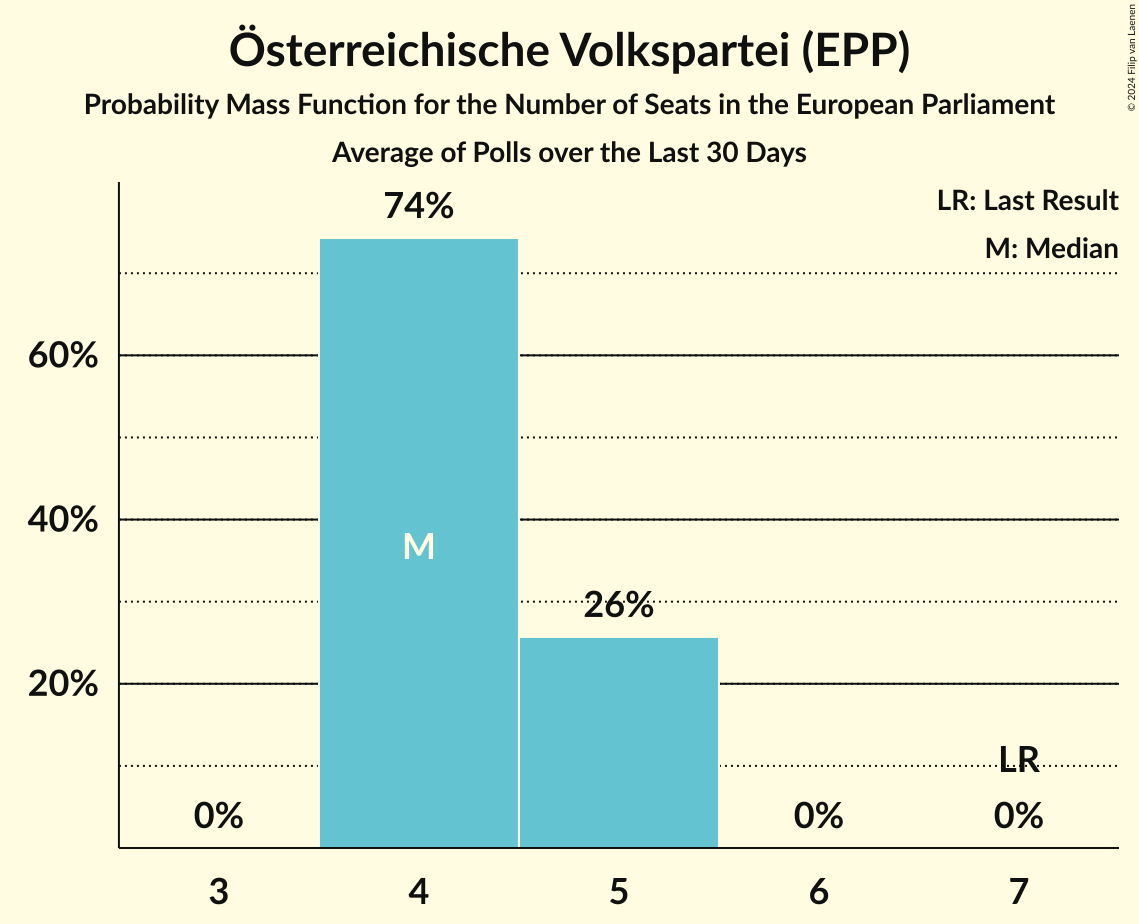 Österreichische Volkspartei (EPP)
Probability Mass Function for the Number of Seats in the European Parliament
Average of Polls over the Last 30 Days
© 2024 Filip van Laenen
LR: Last Result
M: Median
74%
60%
40%
M
26%
20%
LR
0%
0%
0%
3
4
5
6
7